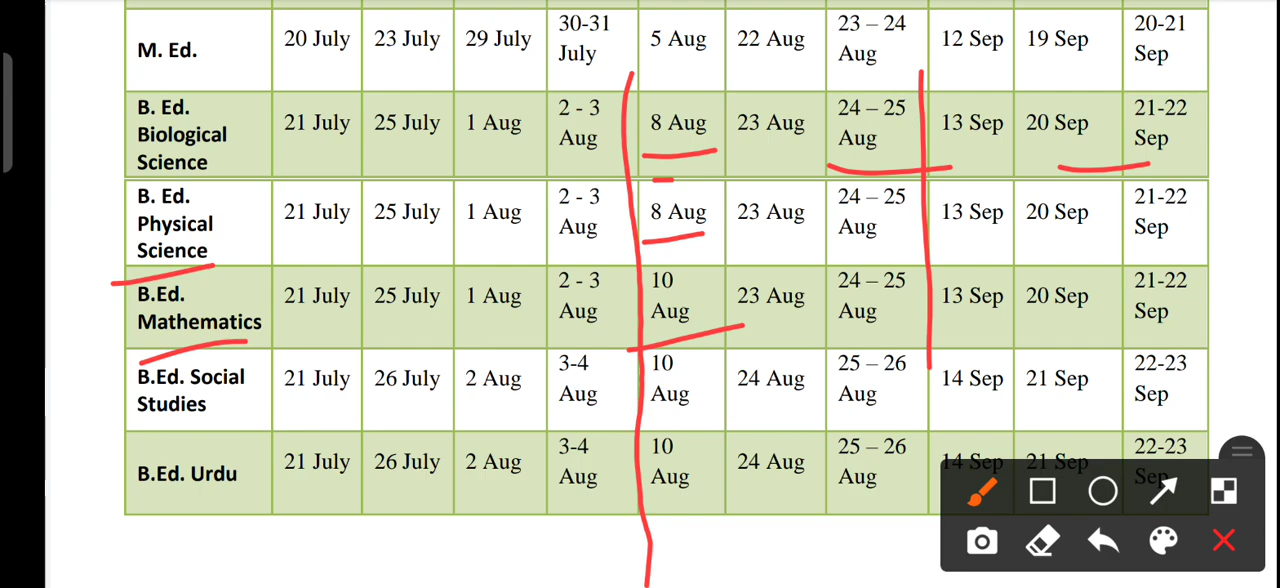 M. Ed. 20 July 23 July 29 July 30-31 July 5 Aug 22 Aug 23 – 24 Aug 12 Sep 19 Sep 20-21 Sep
B. Ed. Biological Science 21 July 25 July 1 Aug 2 - 3 Aug 8 Aug 23 Aug 24 – 25 Aug 13 Sep 20 Sep 21-22 Sep
B. Ed. Physical Science 21 July 25 July 1 Aug 2 - 3 Aug 8 Aug 23 Aug 24 – 25 Aug 13 Sep 20 Sep 21-22 Sep
B.Ed. Mathematics 21 July 25 July 1 Aug 2 - 3 Aug 10 Aug 23 Aug 24 – 25 Aug 13 Sep 20 Sep 21-22 Sep
B.Ed. Social Studies 21 July 26 July 2 Aug 3-4 Aug 10 Aug 24 Aug 25 – 26 Aug 14 Sep 21 Sep 22-23 Sep
B.Ed. Urdu 21 July 26 July 2 Aug 3-4 Aug 10 Aug 24 Aug 25 – 26 Aug 14 Sep 21 Sep 22-23 Sep